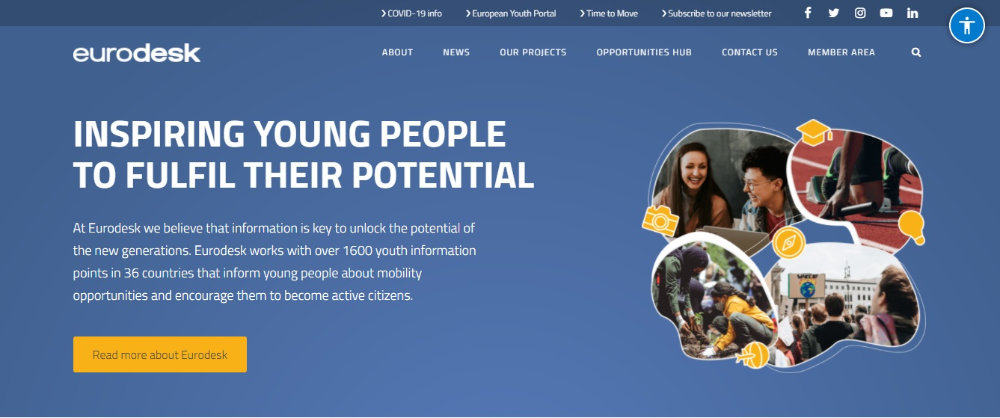 COVID-19 info
European Youth Portal
Time to Move
Subscribe to our newsletter
eurodesk
ABOUT
NEWS
OUR PROJECTS
OPPORTUNITIES HUB
CONTACT US
MEMBER AREA
INSPIRING YOUNG PEOPLE
TO FULFIL THEIR POTENTIAL
At Eurodesk we believe that information is key to unlock the potential of
the new generations. Eurodesk works with over 1600 youth information
points in 36 countries that inform young people about mobility
opportunities and encourage them to become active citizens.
Read more about Eurodesk
WAKE UP